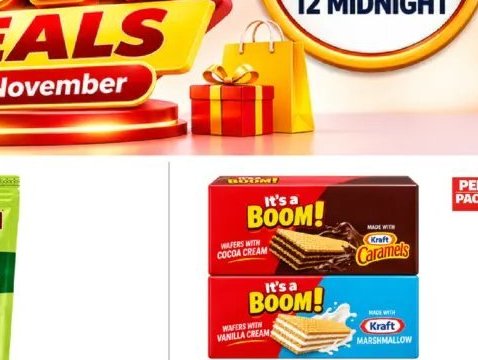 12 MIDNIGHT
EALS
November
BOOM!
It's a
BOOM!
WAFERS WITH
COCOA CREAM
MADE WITH
Kraft
Caramels
PE
PAC
It's a
BOOM!
WAFERS WITH
VANILLA CREAM
MADE WITH
Kraft
MARSHMALLOW